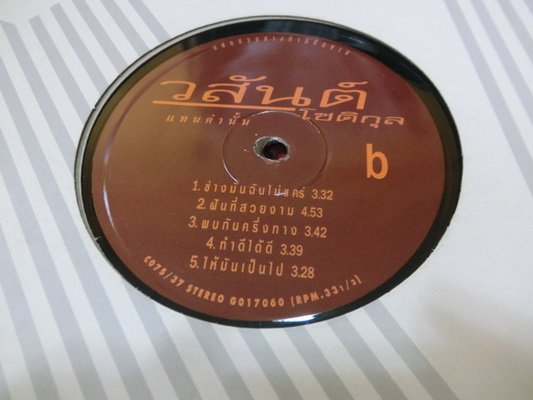 วสันต์
โชติกุล
แทนคำนั้น
b
1.ช่างมันฉันไม่แคร์ 3.32
2.ฝันที่สวยงาม 4.53
3.พบกันครึ่งทาง 3.42
4.ทำดีได้ดี 3.39
5.ให้มันเป็นไป 3.28
C075/37 STEREO G017060 (RPM.33 1/3)